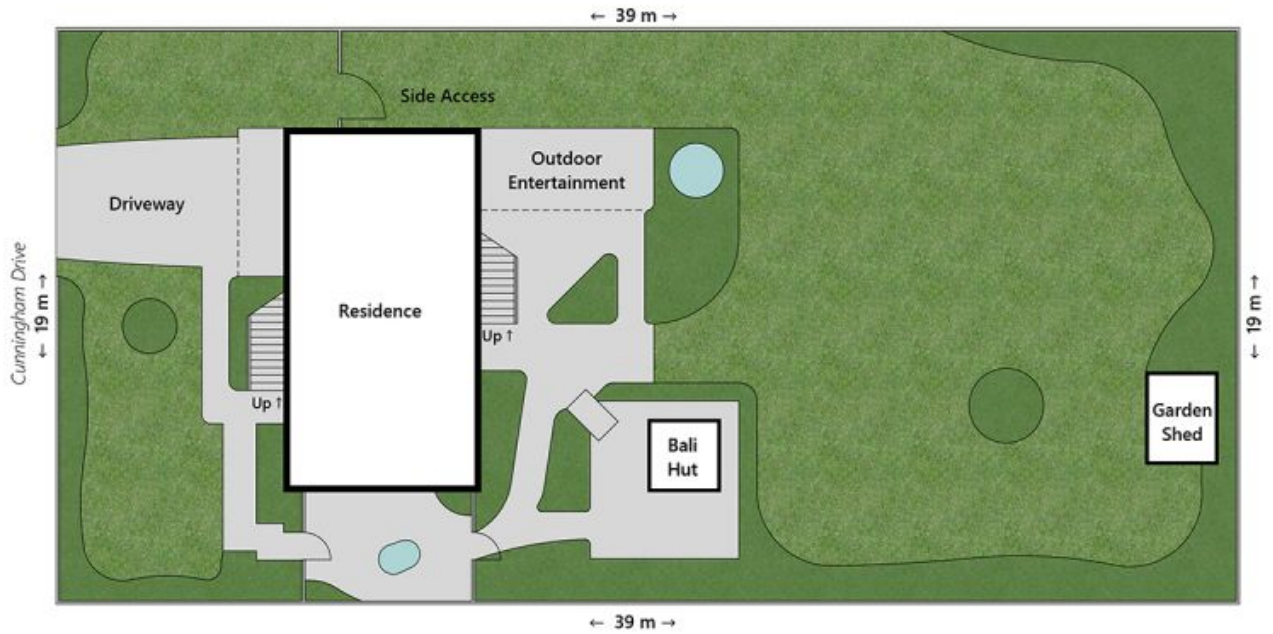 ← 39 m →
Side Access
Outdoor
Entertainment
Driveway
Cunningham Drive
← 19 m →
← 19 m →
Residence
Up ↑
Up ↑
Garden
Shed
Bali
Hut
← 39 m →